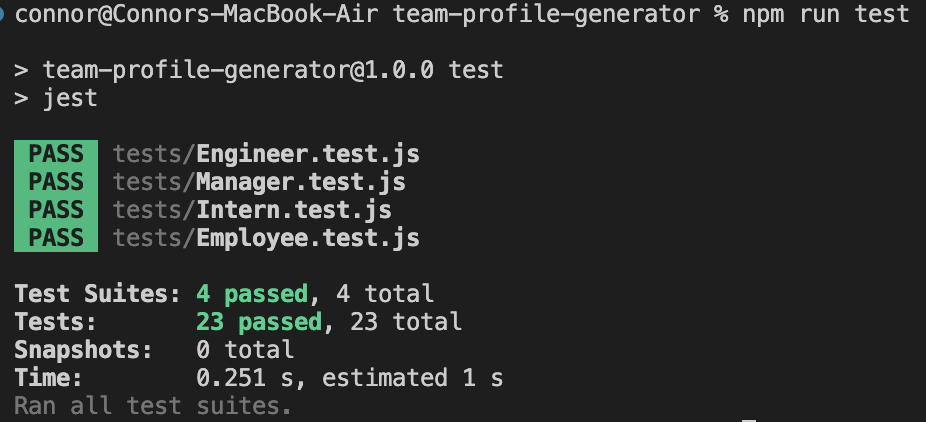 connor@Connors-MacBook-Air team-profile-generator % npm run test
> team-profile-generator@1.0.0 test
> jest
PASS tests/Engineer.test.js
PASS tests/Manager.test.js
PASS tests/Intern.test.js
PASS tests/Employee.test.js
Test Suites: 4 passed, 4 total
Tests: 23 passed, 23 total
Snapshots: 0 total
Time: 0.251 s, estimated 1 s
Ran all test suites.